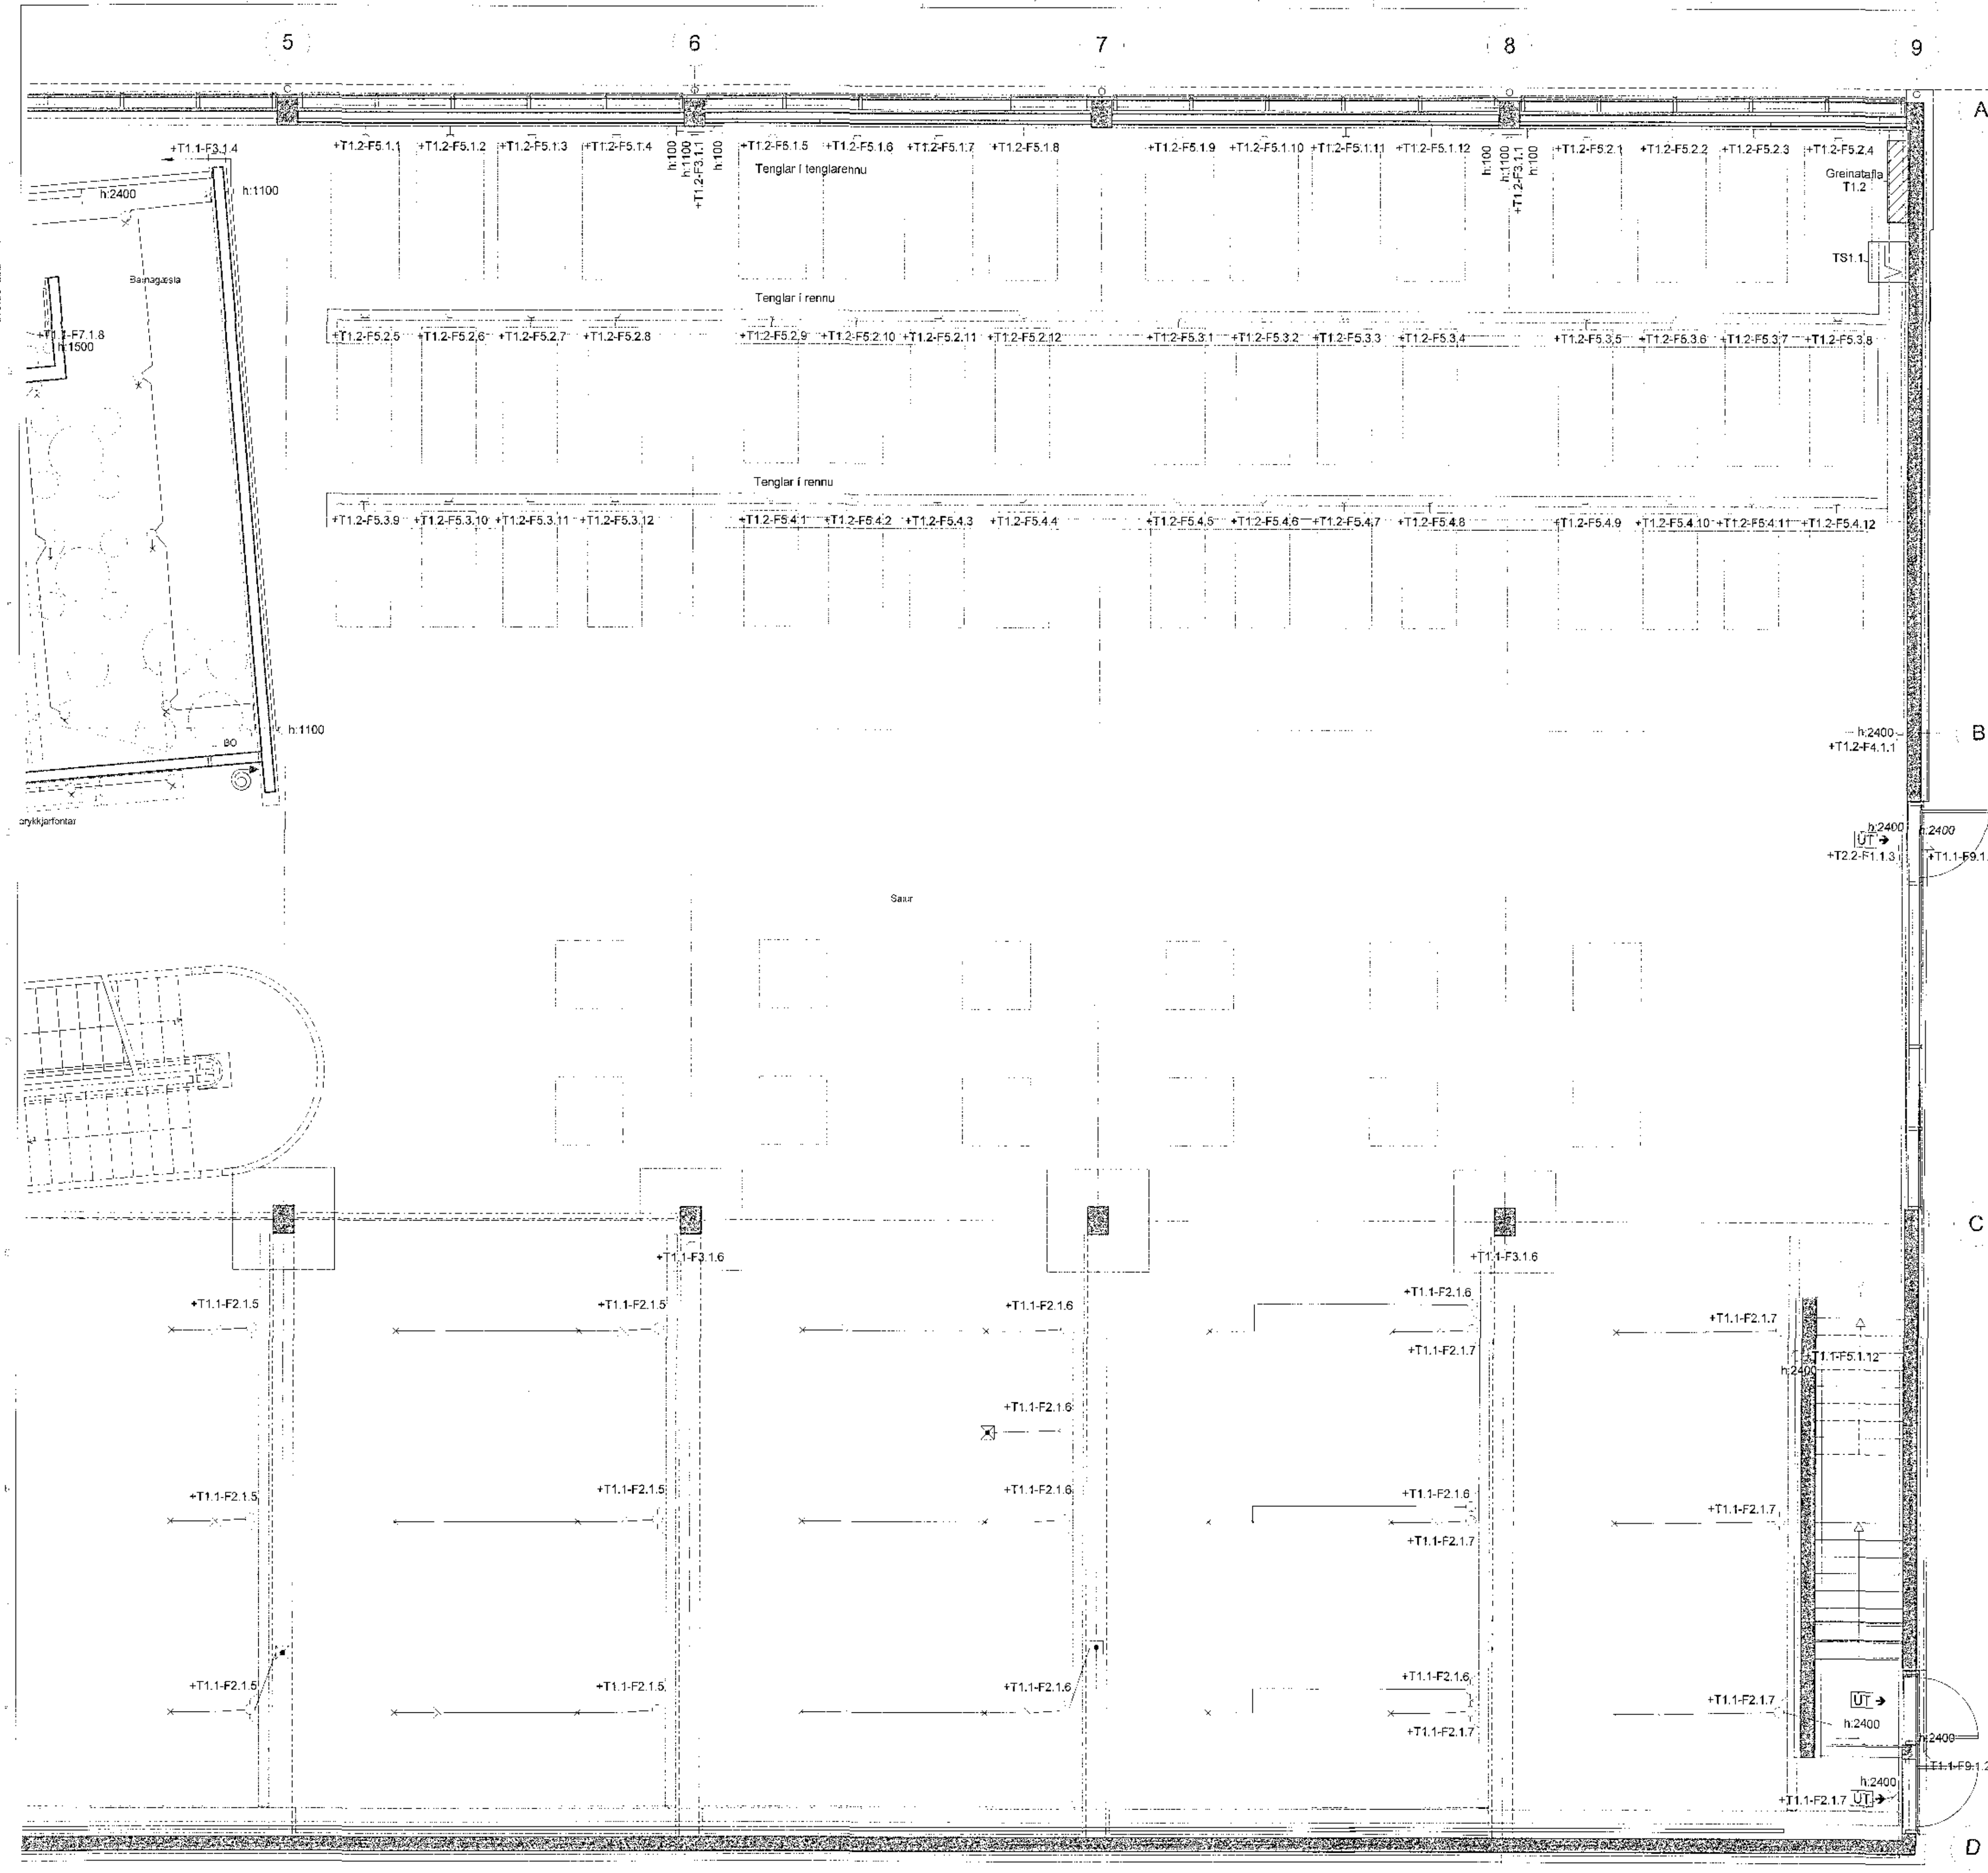 5
6
7
8
9
A
+T1.1-F3.1.4
+T1.2-F5.1.1
+T1.2-F5.1.2
+T1.2-F5.1.3
+T1.2-F5.1.4
h:100
h:1100
+T1.2-F3.1.1
h:100
+T1.2-F5.1.5
+T1.2-F5.1.6
+T1.2-F5.1.7
+T1.2-F5.1.8
+T1.2-F5.1.9
+T1.2-F5.1.10
+T1.2-F5.1.11
+T1.2-F5.1.12
h:100
h:1100
+T1.2-F3.1.1
h:100
+T1.2-F5.2.1
+T1.2-F5.2.2
+T1.2-F5.2.3
+T1.2-F5.2.4
Tenglar í tenglarennu
Greinatafla
T1.2
h:2400
h:1100
TS1.1
Barnagæsla
Tenglar í rennu
+T1.1-F7.1.8
h:1500
+T1.2-F5.2.5
+T1.2-F5.2.6
+T1.2-F5.2.7
+T1.2-F5.2.8
+T1.2-F5.2.9
+T1.2-F5.2.10
+T1.2-F5.2.11
+T1.2-F5.2.12
+T1.2-F5.3.1
+T1.2-F5.3.2
+T1.2-F5.3.3
+T1.2-F5.3.4
+T1.2-F5.3.5
+T1.2-F5.3.6
+T1.2-F5.3.7
+T1.2-F5.3.8
Tenglar í rennu
+T1.2-F5.3.9
+T1.2-F5.3.10
+T1.2-F5.3.11
+T1.2-F5.3.12
+T1.2-F5.4.1
+T1.2-F5.4.2
+T1.2-F5.4.3
+T1.2-F5.4.4
+T1.2-F5.4.5
+T1.2-F5.4.6
+T1.2-F5.4.7
+T1.2-F5.4.8
+T1.2-F5.4.9
+T1.2-F5.4.10
+T1.2-F5.4.11
+T1.2-F5.4.12
h:1100
BO
h:2400
+T1.2-F4.1.1
B
rykkjarfontar
h:2400
h:2400
ÚT
+T2.2-F1.1.3
+T1.1-F9.1.
Salur
C
+T1.1-F3.1.6
+T1.1-F3.1.6
+T1.1-F2.1.5
+T1.1-F2.1.5
+T1.1-F2.1.6
+T1.1-F2.1.6
+T1.1-F2.1.7
+T1.1-F2.1.7
+T1.1-F5.1.12
h:2400
+T1.1-F2.1.6
+T1.1-F2.1.5
+T1.1-F2.1.5
+T1.1-F2.1.6
+T1.1-F2.1.6
+T1.1-F2.1.7
+T1.1-F2.1.7
+T1.1-F2.1.5
+T1.1-F2.1.5
+T1.1-F2.1.6
+T1.1-F2.1.6
+T1.1-F2.1.7
+T1.1-F2.1.7
ÚT
h:2400
h:2400
+T1.1-F9.1.2
h:2400
+T1.1-F2.1.7
ÚT
D